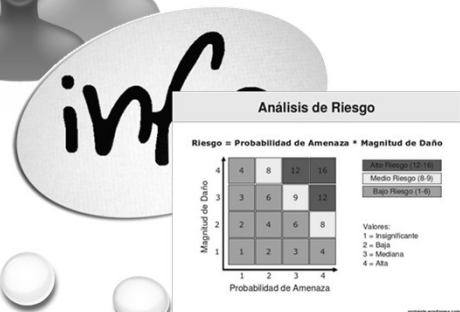 info
Análisis de Riesgo
Riesgo = Probabilidad de Amenaza * Magnitud de Daño
Magnitud de Daño
4 4 8 12 16
3 3 6 9 12
2 2 4 6 8
1 1 2 3 4
1 2 3 4
Probabilidad de Amenaza
Alto Riesgo (12-16)
Medio Riesgo (8-9)
Bajo Riesgo (1-6)
Valores:
1 = Insignificante
2 = Baja
3 = Mediana
4 = Alta